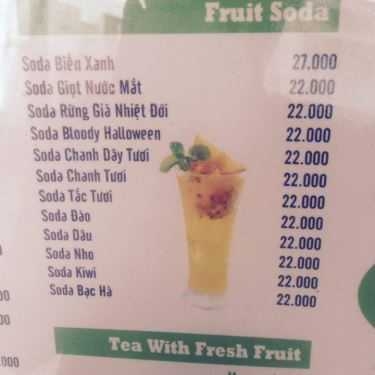 Fruit Soda
Soda Biển Xanh 27.000
Soda Giọt Nước Mắt 22.000
Soda Rừng Già Nhiệt Đới 22.000
Soda Bloody Halloween 22.000
Soda Chanh Dây Tươi 22.000
Soda Chanh Tươi 22.000
Soda Tắc Tươi 22.000
Soda Đào 22.000
Soda Dâu 22.000
Soda Nho 22.000
Soda Kiwi 22.000
Soda Bạc Hà 22.000
Tea With Fresh Fruit